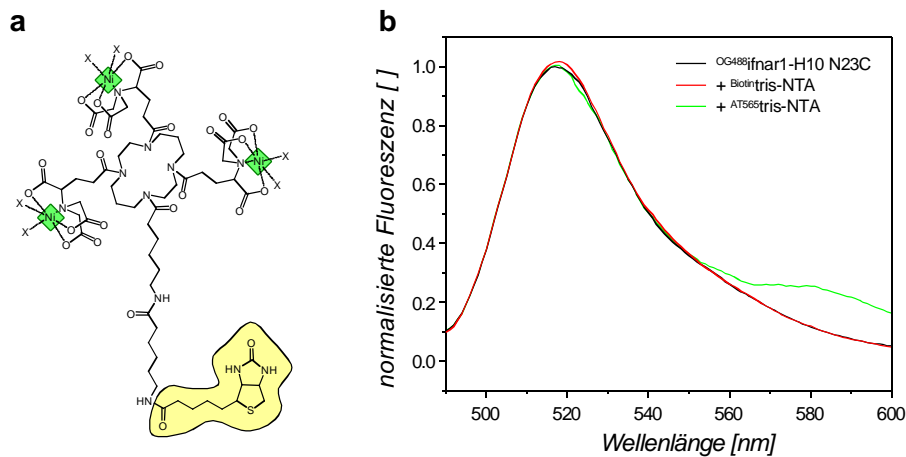 a
b
X
X
O
O
Ni
N
O
O
O
O
O
O
N
O
N
N
N
O
O
O
O
N
Ni
X
X
O
O
O
O
O
X
Ni
X
N
O
O
O
O
O
NH
O
HN
O
O
HN
NH
S
normalisierte Fluoreszenz [ ]
1.0
0.8
0.6
0.4
0.2
0.0
OG488ifnar1-H10 N23C
+ Biotintris-NTA
+ AT565tris-NTA
500
520
540
560
580
600
Wellenlänge [nm]